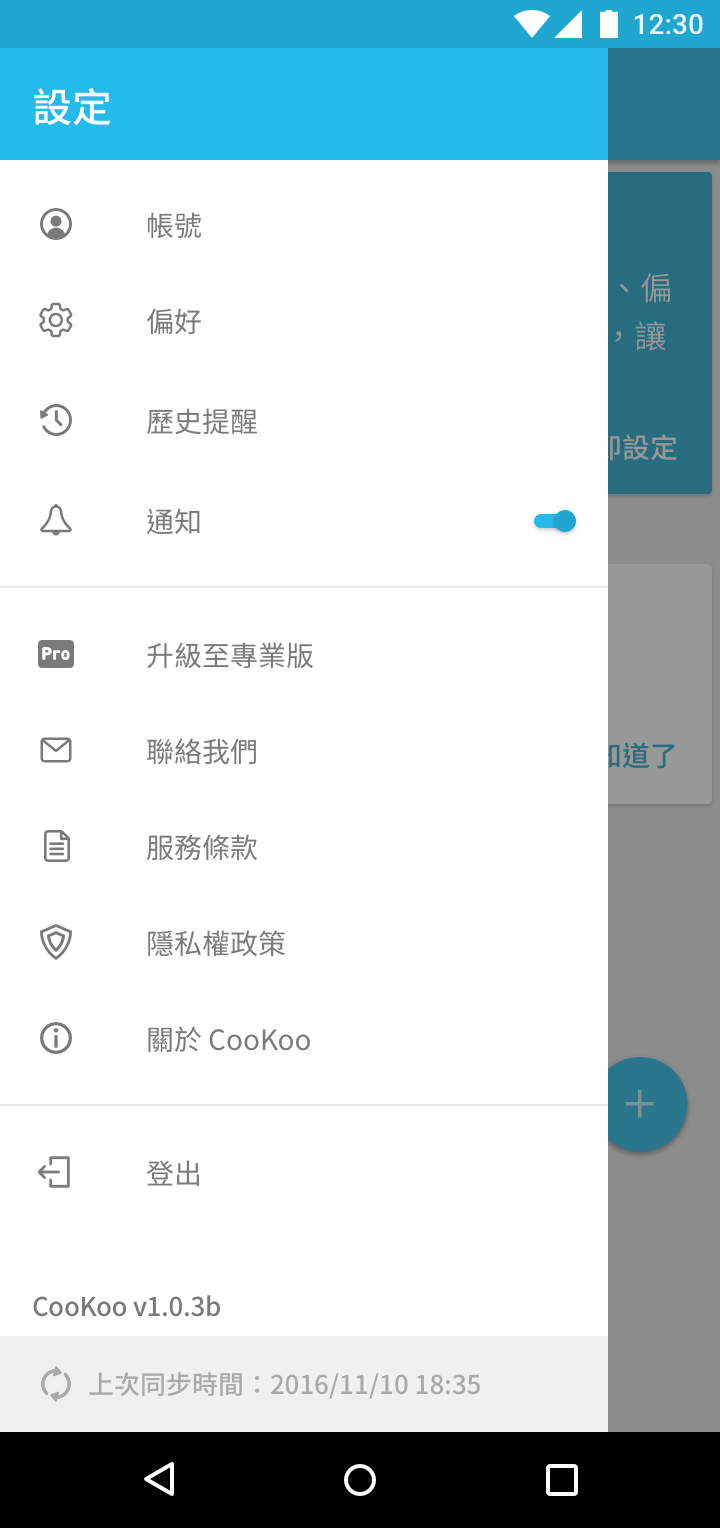 12:30
設定
帳號
偏好
歷史提醒
通知
升級至專業版
Pro
聯絡我們
服務條款
隱私權政策
關於 CooKoo
登出
CooKoo v1.0.3b
上次同步時間：2016/11/10 18:35
、偏
，讓
設定
道了